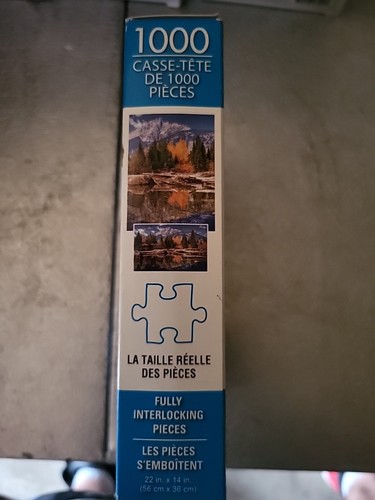 1000
CASSE-TÊTE
DE 1000
PIÈCES
LA TAILLE RÉELLE
DES PIÈCES
FULLY
INTERLOCKING
PIECES
LES PIÈCES
S'EMBOÎTENT
22 in. x 14 in.
(56 cm x 36 cm)